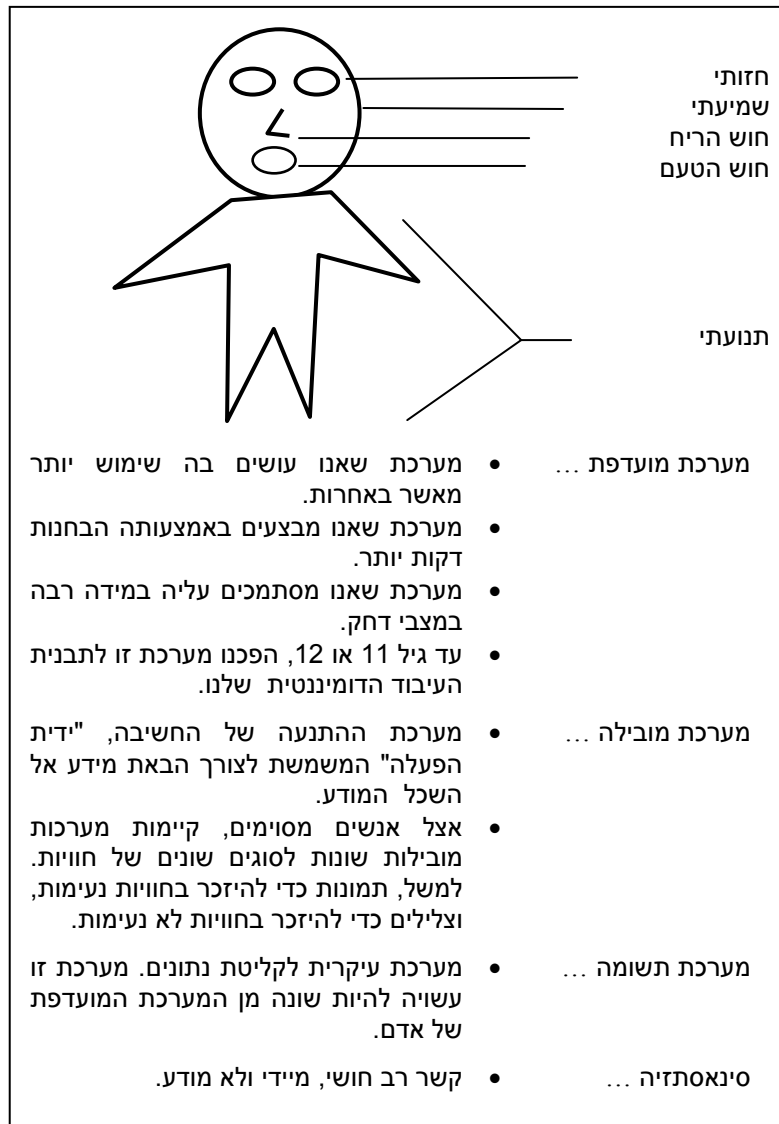 חזותי
שמיעתי
חוש הריח
חוש הטעם
תנועתי
מערכת מועדפת ...
• מערכת שאנו עושים בה שימוש יותר
מאשר באחרות.
• מערכת שאנו מבצעים באמצעותה הבחנות
דקות יותר.
• מערכת שאנו מסתמכים עליה במידה רבה
במצבי דחק.
• עד גיל 11 או 12, הפכנו מערכת זו לתבנית
העיבוד הדומיננטית שלנו.
מערכת מובילה ...
• מערכת ההתנעה של החשיבה, "ידית
הפעלה" המשמשת לצורך הבאת מידע אל
השכל המודע.
• אצל אנשים מסוימים, קיימות מערכות
מובילות שונות לסוגים שונים של חוויות.
למשל, תמונות כדי להיזכר בחוויות נעימות,
וצלילים כדי להיזכר בחוויות לא נעימות.
מערכת תשומה ...
• מערכת עיקרית לקליטת נתונים. מערכת זו
עשויה להיות שונה מן המערכת המועדפת
של אדם.
סינאסתזיה ...
• קשר רב חושי, מיידי ולא מודע.